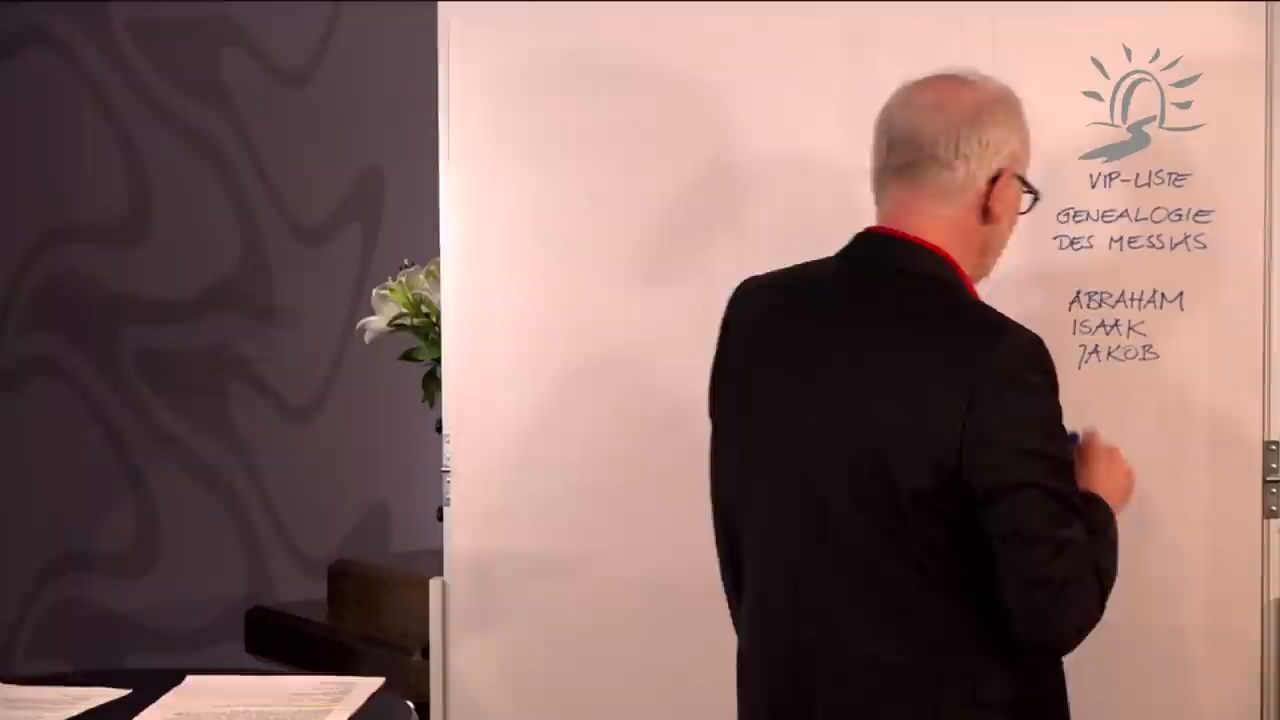 VIP-LISTE
GENEALOGIE
DES MESSIAS
ABRAHAM
ISAAK
JAKOB